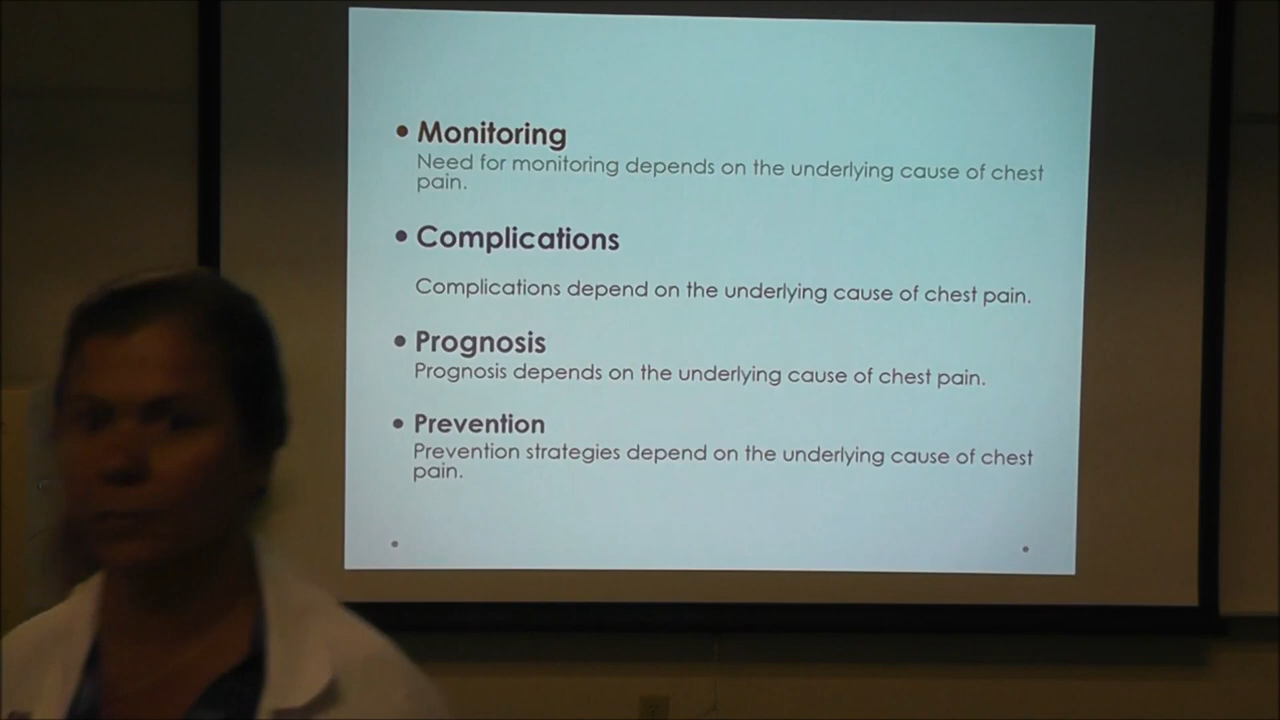 • Monitoring
Need for monitoring depends on the underlying cause of chest
pain.
• Complications
Complications depend on the underlying cause of chest pain.
• Prognosis
Prognosis depends on the underlying cause of chest pain.
• Prevention
Prevention strategies depend on the underlying cause of chest
pain.